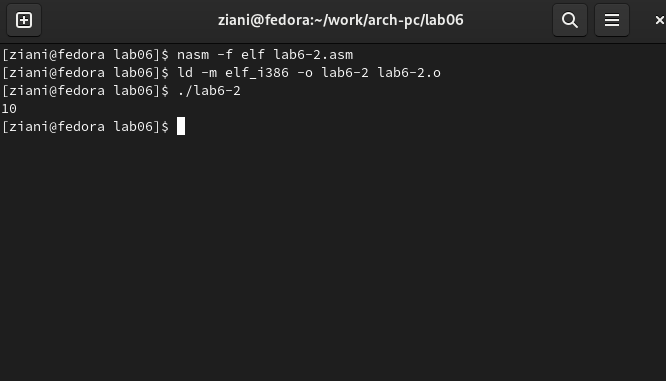 ziani@fedora:~/work/arch-pc/lab06
[ziani@fedora lab06]$ nasm -f elf lab6-2.asm
[ziani@fedora lab06]$ ld -m elf_i386 -o lab6-2 lab6-2.o
[ziani@fedora lab06]$ ./lab6-2
10
[ziani@fedora lab06]$